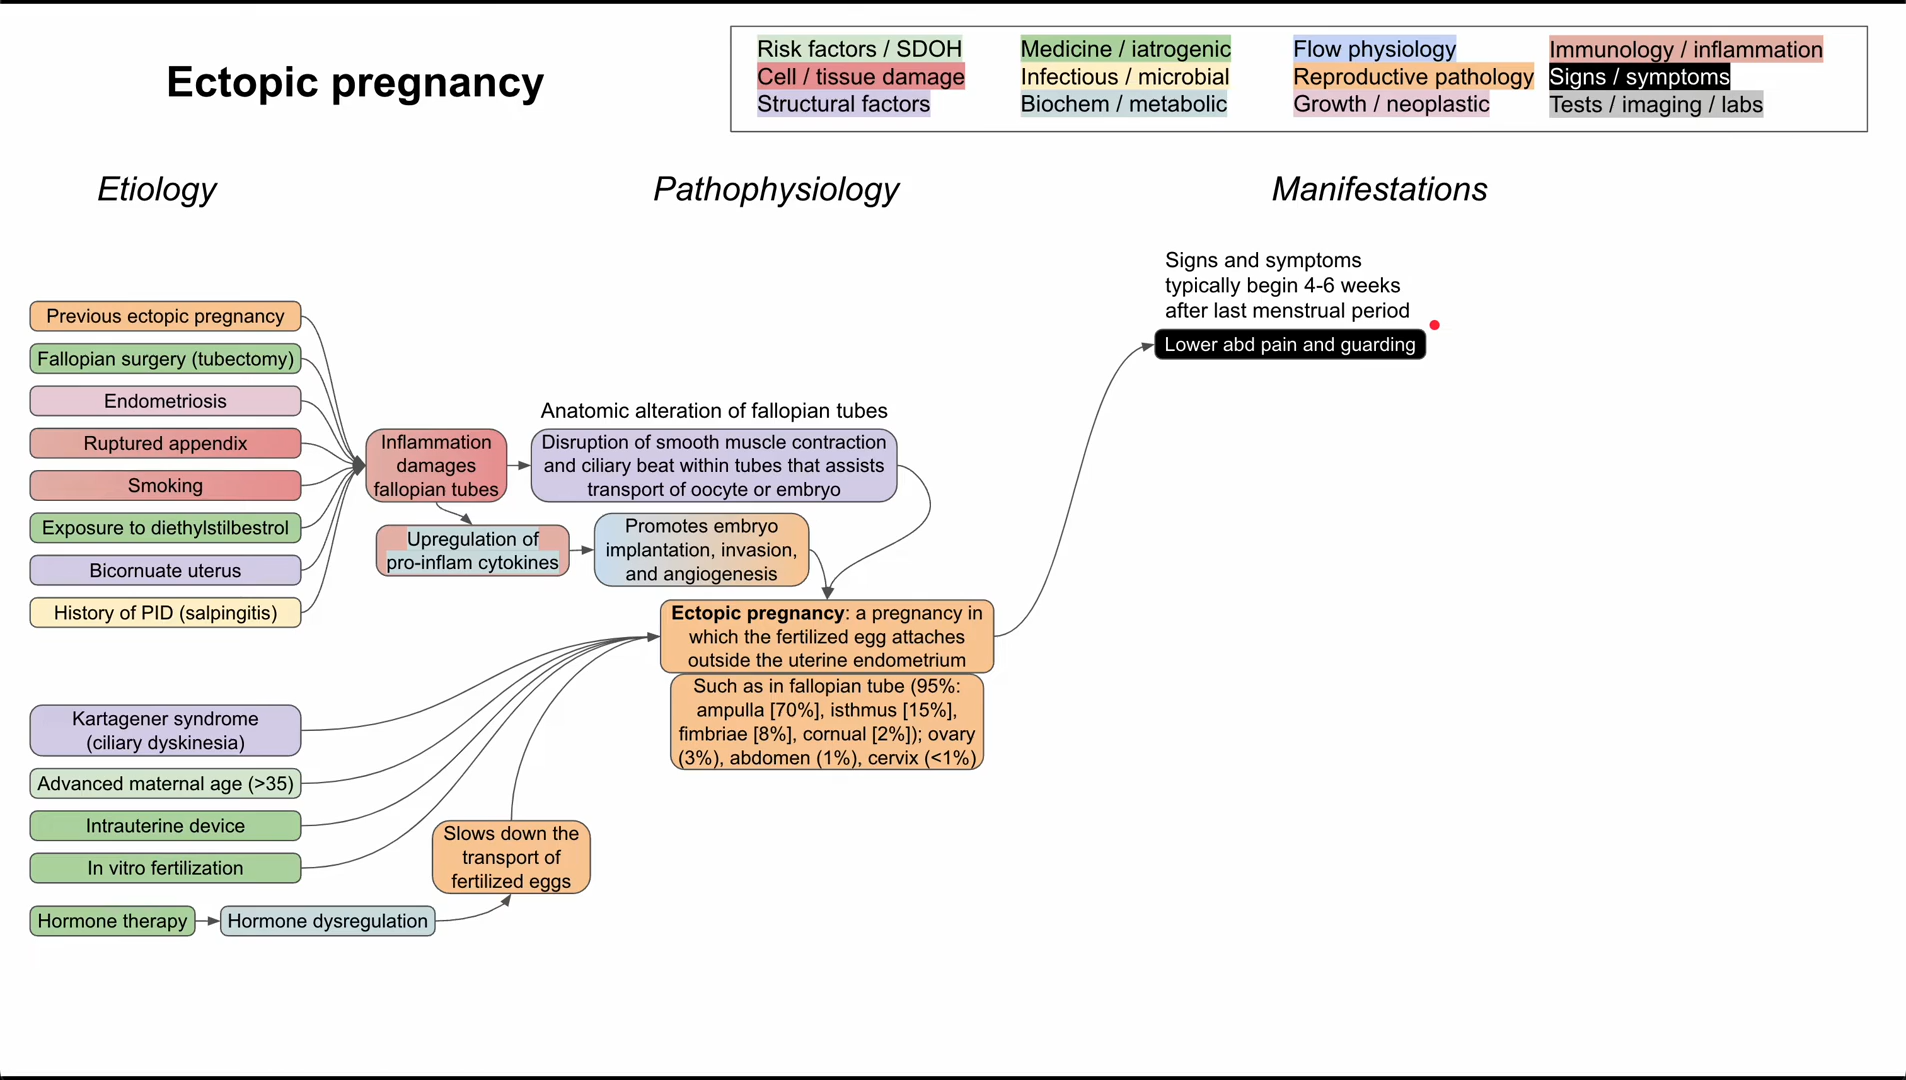 Ectopic pregnancy
Risk factors / SDOH
Cell / tissue damage
Structural factors
Medicine / iatrogenic
Infectious / microbial
Biochem / metabolic
Flow physiology
Reproductive pathology
Growth / neoplastic
Immunology / inflammation
Signs / symptoms
Tests / imaging / labs
Etiology
Pathophysiology
Manifestations
Previous ectopic pregnancy
Fallopian surgery (tubectomy)
Endometriosis
Ruptured appendix
Smoking
Exposure to diethylstilbestrol
Bicornuate uterus
History of PID (salpingitis)
Kartagener syndrome
(ciliary dyskinesia)
Advanced maternal age (>35)
Intrauterine device
In vitro fertilization
Hormone therapy
Hormone dysregulation
Slows down the
transport of
fertilized eggs
Inflammation
damages
fallopian tubes
Upregulation of
pro-inflam cytokines
Anatomic alteration of fallopian tubes
Disruption of smooth muscle contraction
and ciliary beat within tubes that assists
transport of oocyte or embryo
Promotes embryo
implantation, invasion,
and angiogenesis
Ectopic pregnancy: a pregnancy in
which the fertilized egg attaches
outside the uterine endometrium
Such as in fallopian tube (95%:
ampulla [70%], isthmus [15%],
fimbriae [8%], cornual [2%]); ovary
(3%), abdomen (1%), cervix (<1%)
Signs and symptoms
typically begin 4-6 weeks
after last menstrual period
Lower abd pain and guarding